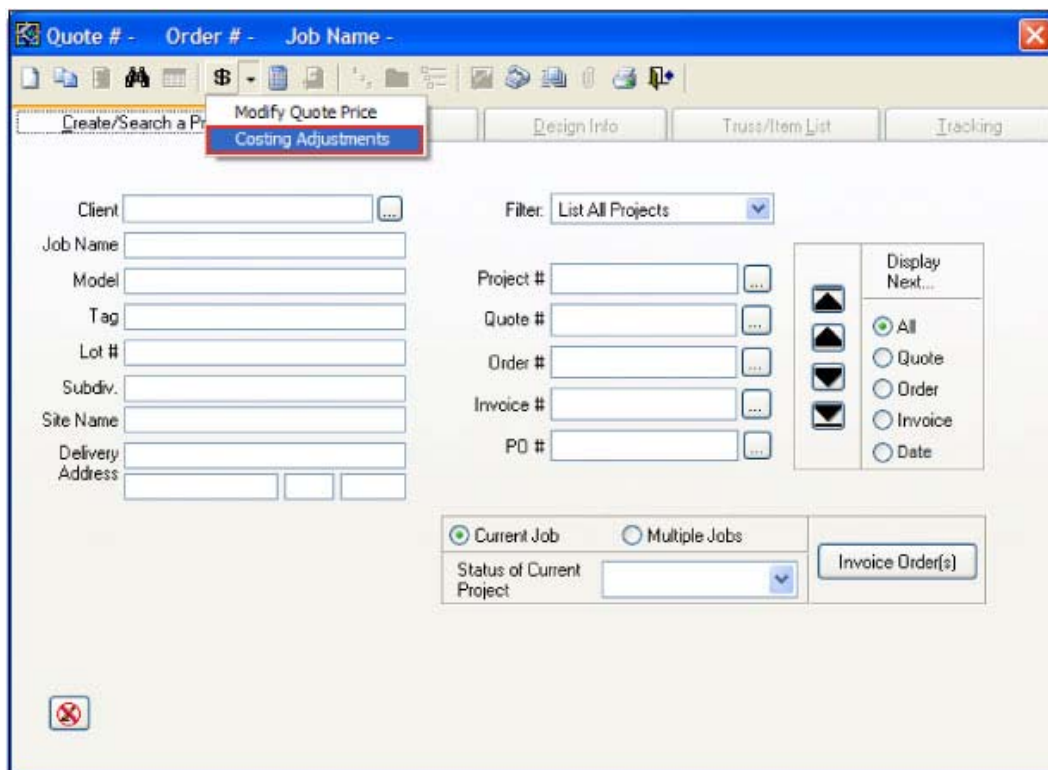 Quote # - Order # - Job Name -
$
Modify Quote Price
Costing Adjustments
Create/Search a Pr
Design Info
Truss/Item List
Tracking
Client
...
Job Name
Model
Tag
Lot #
Subdiv.
Site Name
Delivery
Address
Filter:
List All Projects
Project #
...
Quote #
...
Order #
...
Invoice #
...
PO #
...
Display
Next...
All
Quote
Order
Invoice
Date
Current Job
Multiple Jobs
Status of Current
Project
Invoice Order(s)